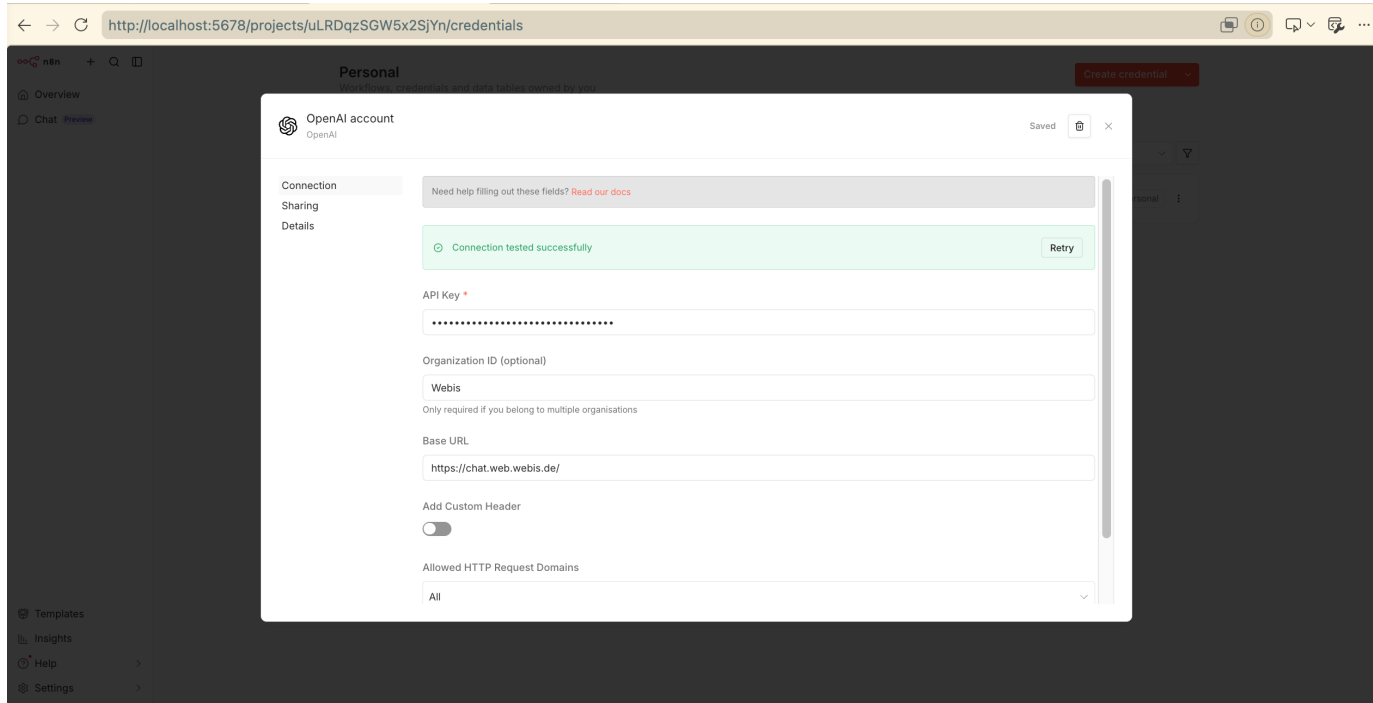 http://localhost:5678/projects/uLRDqzSGW5x2SjYn/credentials
n8n
Overview
Chat Preview
Personal
Workflows, credentials and data tables owned by you
Create credential
OpenAI account
OpenAI
Saved
Connection
Sharing
Details
Need help filling out these fields? Read our docs
Connection tested successfully
Retry
API Key *
••••••••••••••••••••••••••••••••
Organization ID (optional)
Webis
Only required if you belong to multiple organisations
Base URL
https://chat.web.webis.de/
Add Custom Header
Allowed HTTP Request Domains
All
rsonal
Templates
Insights
Help
Settings